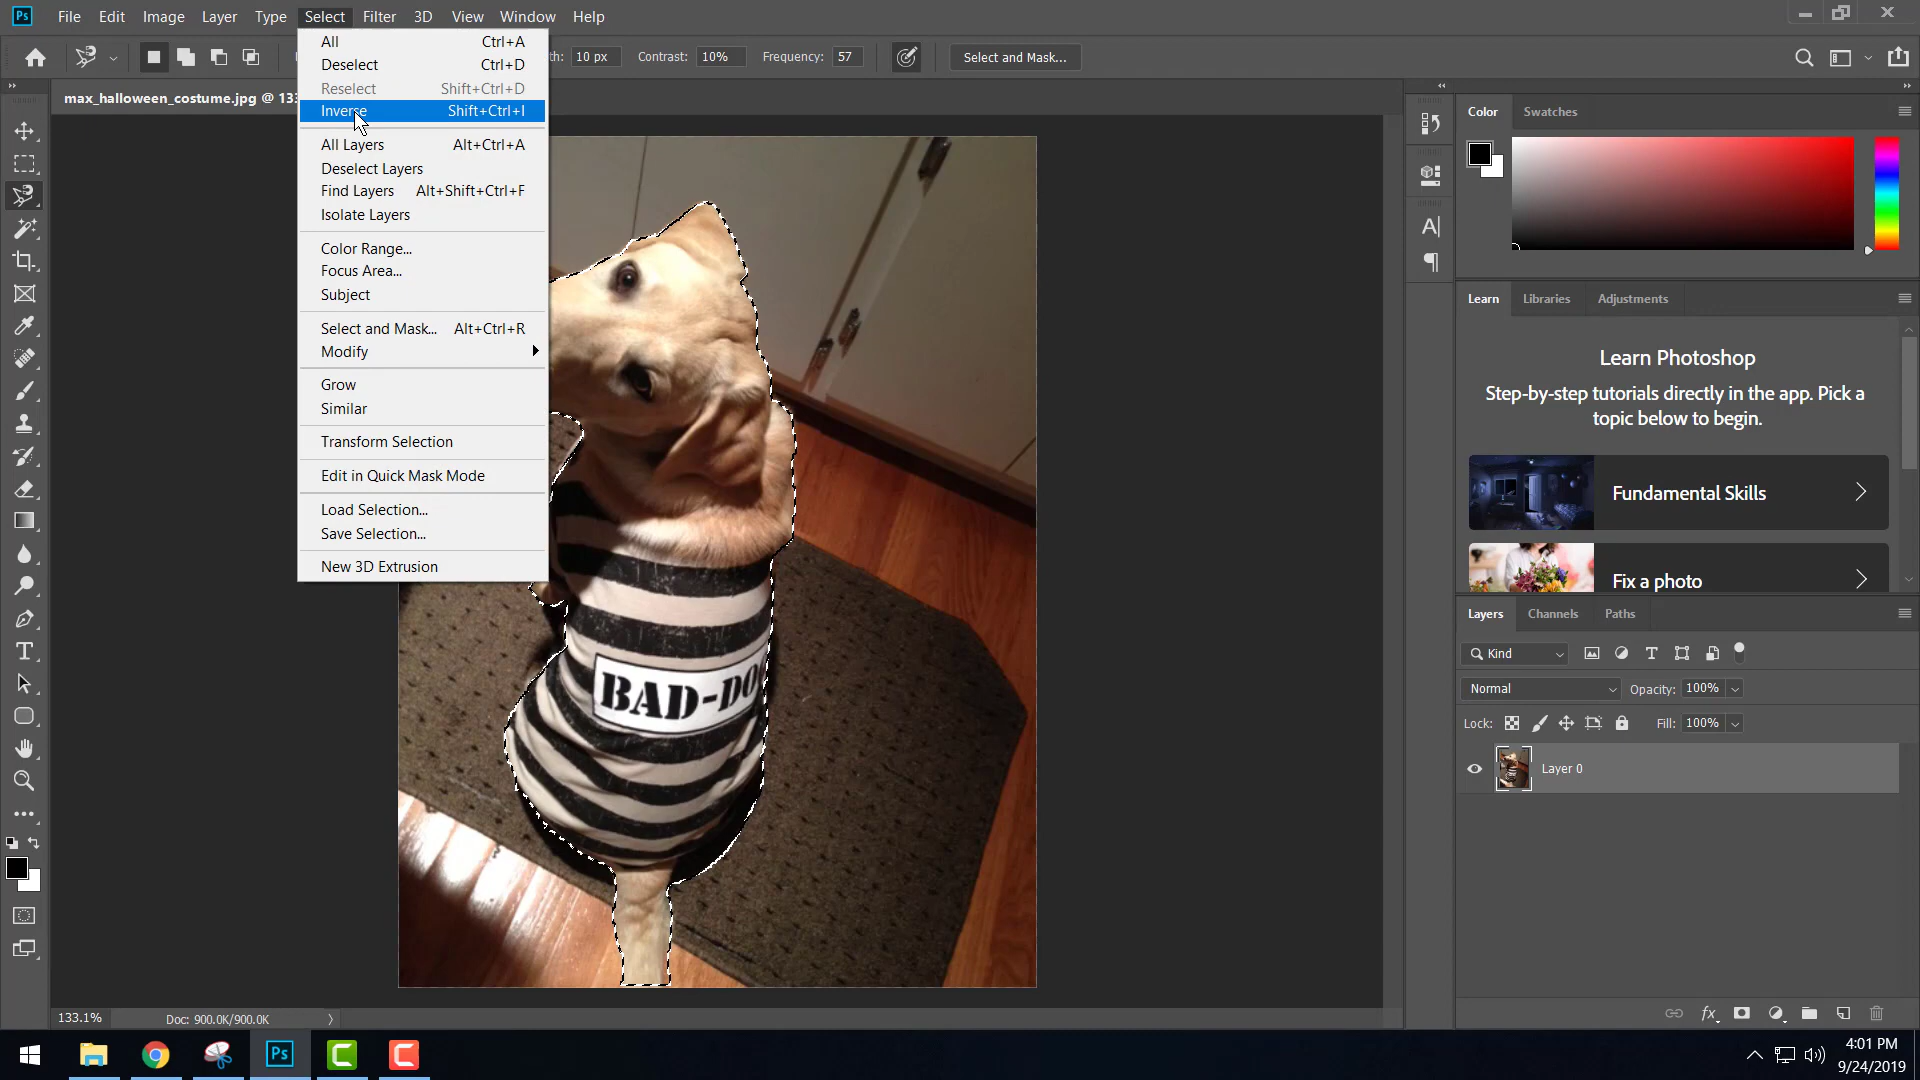 Ps File Edit Image Layer Type Select Filter 3D View Window Help
th: 10 px Contrast: 10% Frequency: 57 Select and Mask...
max_halloween_costume.jpg @ 133
All Ctrl+A
Deselect Ctrl+D
Reselect Shift+Ctrl+D
Inverse Shift+Ctrl+I
All Layers Alt+Ctrl+A
Deselect Layers
Find Layers Alt+Shift+Ctrl+F
Isolate Layers
Color Range...
Focus Area...
Subject
Select and Mask... Alt+Ctrl+R
Modify
Grow
Similar
Transform Selection
Edit in Quick Mask Mode
Load Selection...
Save Selection...
New 3D Extrusion
BAD-DO
Color Swatches
Learn Libraries Adjustments
Learn Photoshop
Step-by-step tutorials directly in the app. Pick a
topic below to begin.
Fundamental Skills
Fix a photo
Layers Channels Paths
Kind
Normal Opacity: 100%
Lock: Fill: 100%
Layer 0
fx
133.1% Doc: 900.0K/900.0K
Ps
4:01 PM
9/24/2019